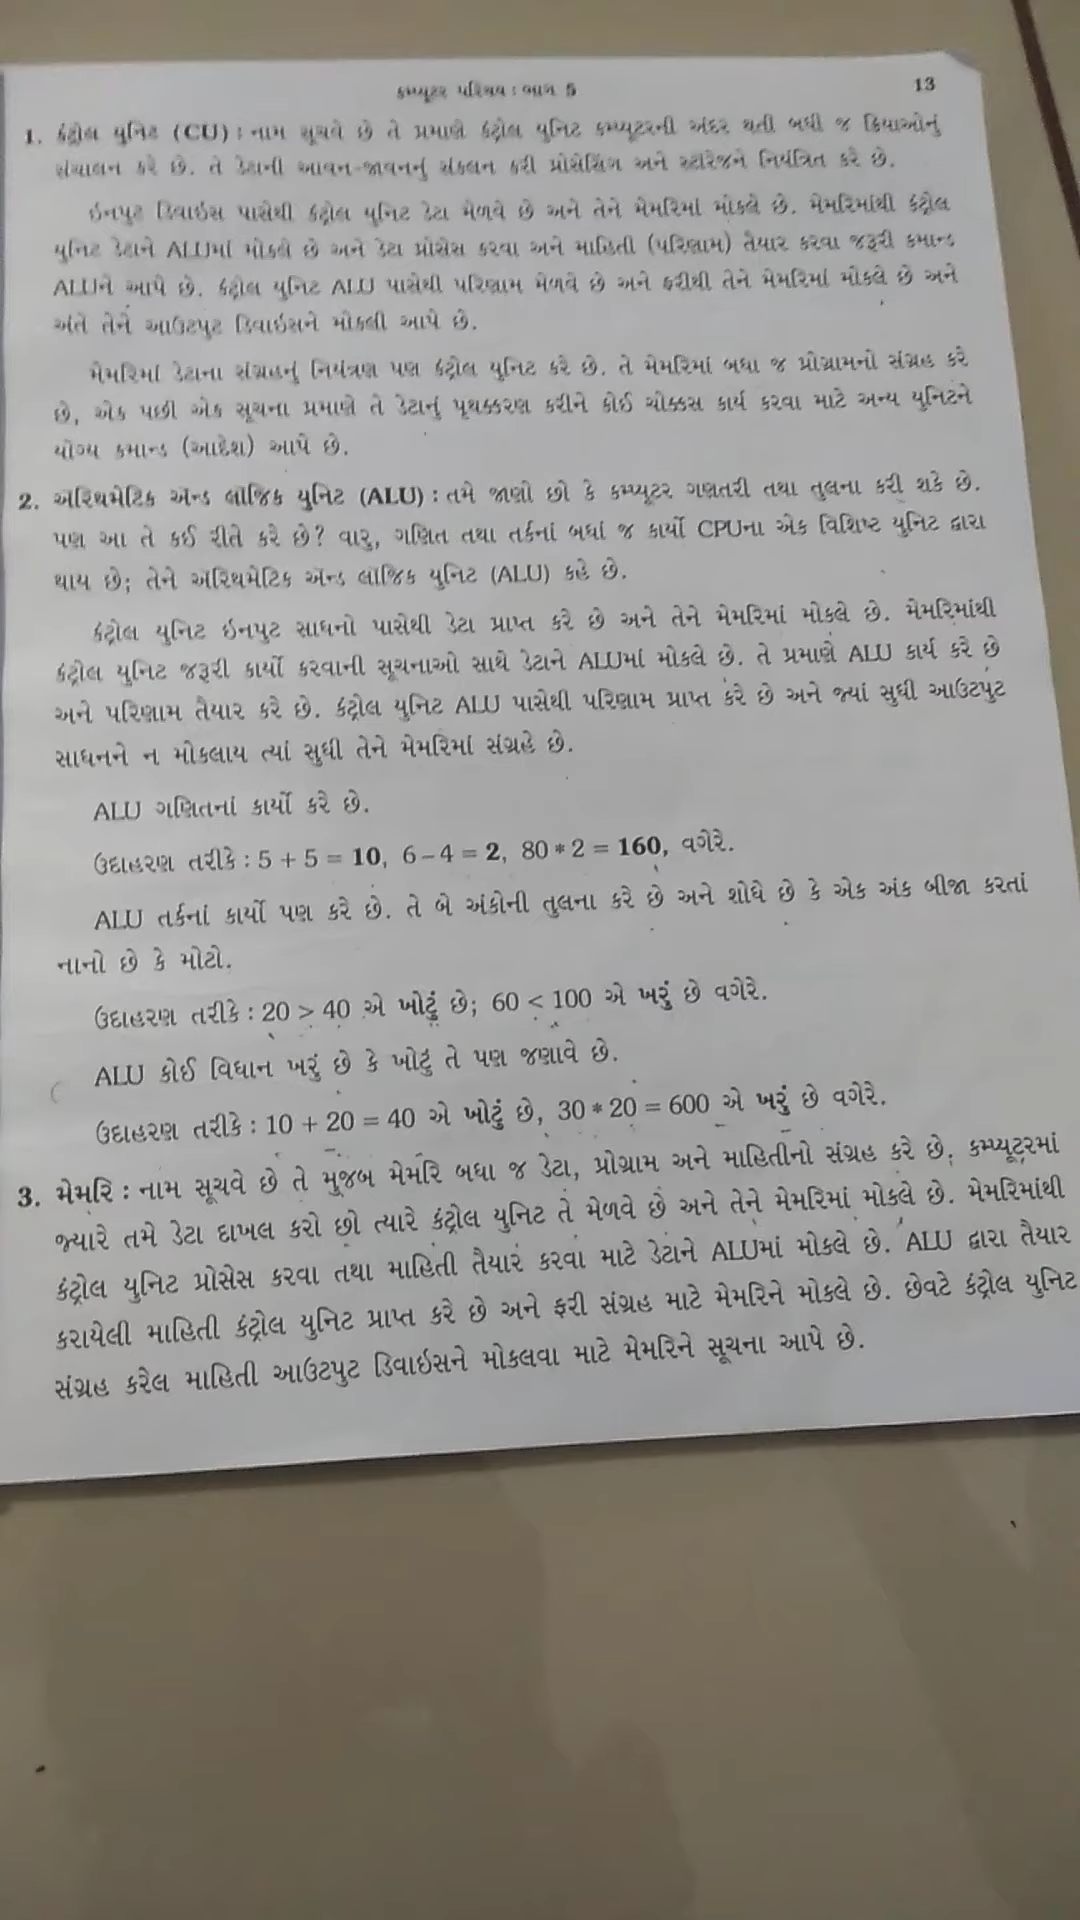 કમ્પ્યૂટર પરિચય : ભાગ 5
13
1. કંટ્રોલ યુનિટ (CU) : નામ સૂચવે છે તે પ્રમાણે કંટ્રોલ યુનિટ કમ્પ્યૂટરની અંદર થતી બધી જ ક્રિયાઓનું
સંચાલન કરે છે. તે ડેટાની આવન-જાવનનું સંકલન કરી પ્રોસેસિંગ અને સ્ટોરેજને નિયંત્રિત કરે છે.
ઇનપુટ ડિવાઇસ પાસેથી કંટ્રોલ યુનિટ ડેટા મેળવે છે અને તેને મેમરિમાં મોકલે છે. મેમરિમાંથી કંટ્રોલ
યુનિટ ડેટાને ALUમાં મોકલે છે અને ડેટા પ્રોસેસ કરવા અને માહિતી (પરિણામ) તૈયાર કરવા જરૂરી કમાન્ડ
ALUને આપે છે. કંટ્રોલ યુનિટ ALU પાસેથી પરિણામ મેળવે છે અને ફરીથી તેને મેમરિમાં મોકલે છે અને
અંતે તેને આઉટપુટ ડિવાઇસને મોકલી આપે છે.
મેમરિમાં ડેટાના સંગ્રહનું નિયંત્રણ પણ કંટ્રોલ યુનિટ કરે છે. તે મેમરિમાં બધા જ પ્રોગ્રામનો સંગ્રહ કરે
છે, એક પછી એક સૂચના પ્રમાણે તે ડેટાનું પૃથક્કરણ કરીને કોઈ ચોક્કસ કાર્ય કરવા માટે અન્ય યુનિટને
યોગ્ય કમાન્ડ (આદેશ) આપે છે.
2. ઍરિથમેટિક ઍન્ડ લૉજિક યુનિટ (ALU) : તમે જાણો છો કે કમ્પ્યૂટર ગણતરી તથા તુલના કરી શકે છે.
પણ આ તે કઈ રીતે કરે છે? વારુ, ગણિત તથા તર્કનાં બધાં જ કાર્યો CPUના એક વિશિષ્ટ યુનિટ દ્વારા
થાય છે; તેને ઍરિથમેટિક ઍન્ડ લૉજિક યુનિટ (ALU) કહે છે.
કંટ્રોલ યુનિટ ઇનપુટ સાધનો પાસેથી ડેટા પ્રાપ્ત કરે છે અને તેને મેમરિમાં મોકલે છે. મેમરિમાંથી
કંટ્રોલ યુનિટ જરૂરી કાર્યો કરવાની સૂચનાઓ સાથે ડેટાને ALUમાં મોકલે છે. તે પ્રમાણે ALU કાર્ય કરે છે
અને પરિણામ તૈયાર કરે છે. કંટ્રોલ યુનિટ ALU પાસેથી પરિણામ પ્રાપ્ત કરે છે અને જ્યાં સુધી આઉટપુટ
સાધનને ન મોકલાય ત્યાં સુધી તેને મેમરિમાં સંગ્રહે છે.
ALU ગણિતનાં કાર્યો કરે છે.
ઉદાહરણ તરીકે : 5 + 5 = 10, 6 – 4 = 2, 80 * 2 = 160, વગેરે.
ALU તર્કનાં કાર્યો પણ કરે છે. તે બે અંકોની તુલના કરે છે અને શોધે છે કે એક અંક બીજા કરતાં
નાનો છે કે મોટો.
ઉદાહરણ તરીકે : 20 > 40 એ ખોટું છે; 60 < 100 એ ખરું છે વગેરે.
ALU કોઈ વિધાન ખરું છે કે ખોટું તે પણ જણાવે છે.
ઉદાહરણ તરીકે : 10 + 20 = 40 એ ખોટું છે, 30 * 20 = 600 એ ખરું છે વગેરે.
3. મેમરિ : નામ સૂચવે છે તે મુજબ મેમરિ બધા જ ડેટા, પ્રોગ્રામ અને માહિતીનો સંગ્રહ કરે છે. કમ્પ્યૂટરમાં
જ્યારે તમે ડેટા દાખલ કરો છો ત્યારે કંટ્રોલ યુનિટ તે મેળવે છે અને તેને મેમરિમાં મોકલે છે. મેમરિમાંથી
કંટ્રોલ યુનિટ પ્રોસેસ કરવા તથા માહિતી તૈયાર કરવા માટે ડેટાને ALUમાં મોકલે છે. ALU દ્વારા તૈયાર
કરાયેલી માહિતી કંટ્રોલ યુનિટ પ્રાપ્ત કરે છે અને ફરી સંગ્રહ માટે મેમરિને મોકલે છે. છેવટે કંટ્રોલ યુનિટ
સંગ્રહ કરેલ માહિતી આઉટપુટ ડિવાઇસને મોકલવા માટે મેમરિને સૂચના આપે છે.